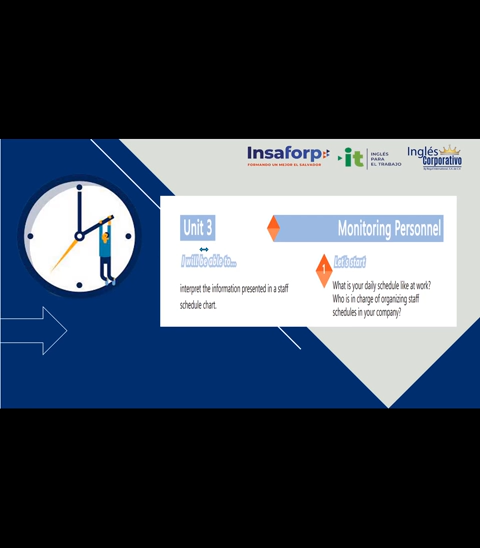 Insaforp
FORMANDO UN MEJOR EL SALVADOR
it
INGLÉS
PARA
EL TRABAJO
Inglés
Corporativo
Unit 3
Monitoring Personnel
I will be able to...
interpret the information presented in a staff
schedule chart.
1
Let's start
What is your daily schedule like at work?
Who is in charge of organizing staff
schedules in your company?